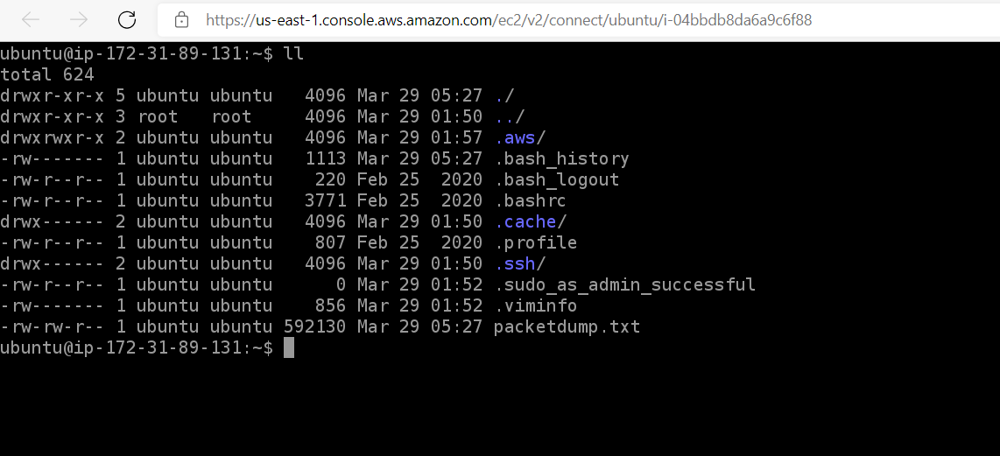 https://us-east-1.console.aws.amazon.com/ec2/v2/connect/ubuntu/i-04bbdb8da6a9c6f88
ubuntu@ip-172-31-89-131:~$ ll
total 624
drwxr-xr-x 5 ubuntu ubuntu   4096 Mar 29 05:27 ./
drwxr-xr-x 3 root   root     4096 Mar 29 01:50 ../
drwxrwxr-x 2 ubuntu ubuntu   4096 Mar 29 01:57 .aws/
-rw------- 1 ubuntu ubuntu   1113 Mar 29 05:27 .bash_history
-rw-r--r-- 1 ubuntu ubuntu    220 Feb 25  2020 .bash_logout
-rw-r--r-- 1 ubuntu ubuntu   3771 Feb 25  2020 .bashrc
drwx------ 2 ubuntu ubuntu   4096 Mar 29 01:50 .cache/
-rw-r--r-- 1 ubuntu ubuntu    807 Feb 25  2020 .profile
drwx------ 2 ubuntu ubuntu   4096 Mar 29 01:50 .ssh/
-rw-r--r-- 1 ubuntu ubuntu      0 Mar 29 01:52 .sudo_as_admin_successful
-rw------- 1 ubuntu ubuntu    856 Mar 29 01:52 .viminfo
-rw-rw-r-- 1 ubuntu ubuntu 592130 Mar 29 05:27 packetdump.txt
ubuntu@ip-172-31-89-131:~$